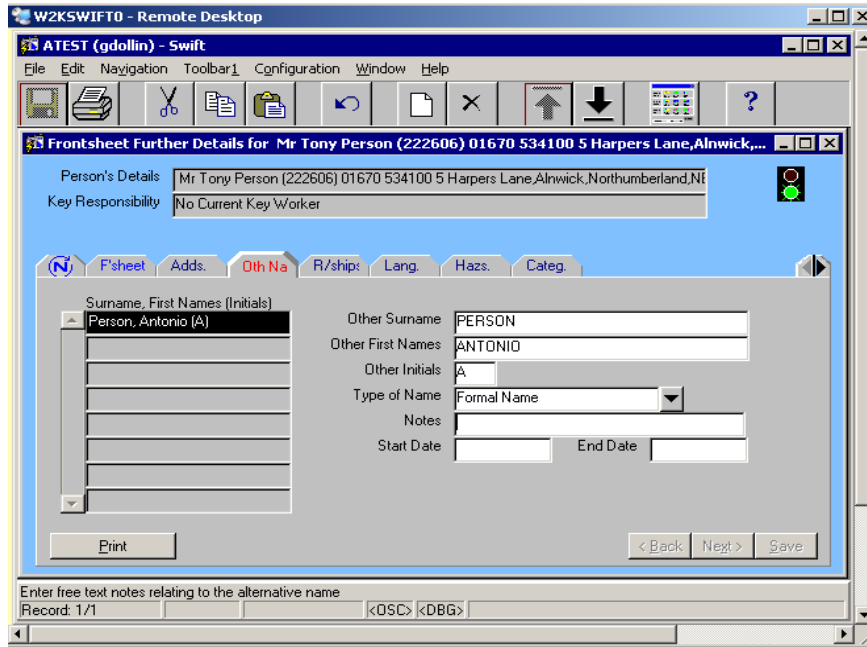 W2KSWIFT0 - Remote Desktop
ATEST (gdollin) - Swift
File Edit Navigation Toolbar1 Configuration Window Help
?
Frontsheet Further Details for Mr Tony Person (222606) 01670 534100 5 Harpers Lane,Alnwick,...
Person's Details Mr Tony Person (222606) 01670 534100 5 Harpers Lane,Alnwick,Northumberland,NE
Key Responsibility No Current Key Worker
N F'sheet Adds. Oth Na R/ships Lang. Hazs. Categ.
Surname, First Names (Initials)
Person, Antonio (A)
Other Surname PERSON
Other First Names ANTONIO
Other Initials A
Type of Name Formal Name
Notes
Start Date End Date
Print < Back Next > Save
Enter free text notes relating to the alternative name
Record: 1/1 <OSC> <DBG>